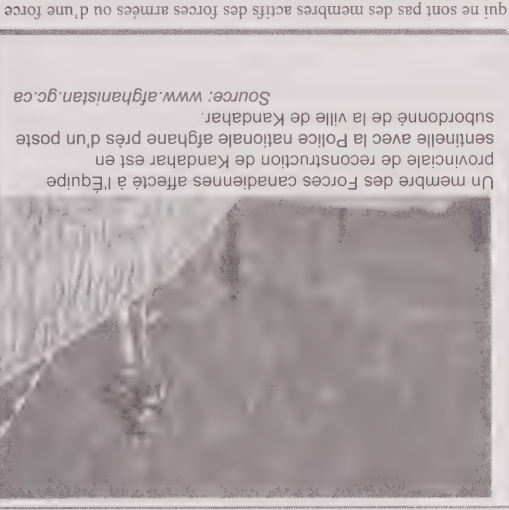 Un membre des Forces canadiennes affecté à l'Équipe
provinciale de reconstruction de Kandahar est en
sentinelle avec la Police nationale afghane près d'un poste
subordonné de la ville de Kandahar.
Source: www.afghanistan.gc.ca
qui ne sont pas des membres actifs des forces armées ou d'une force